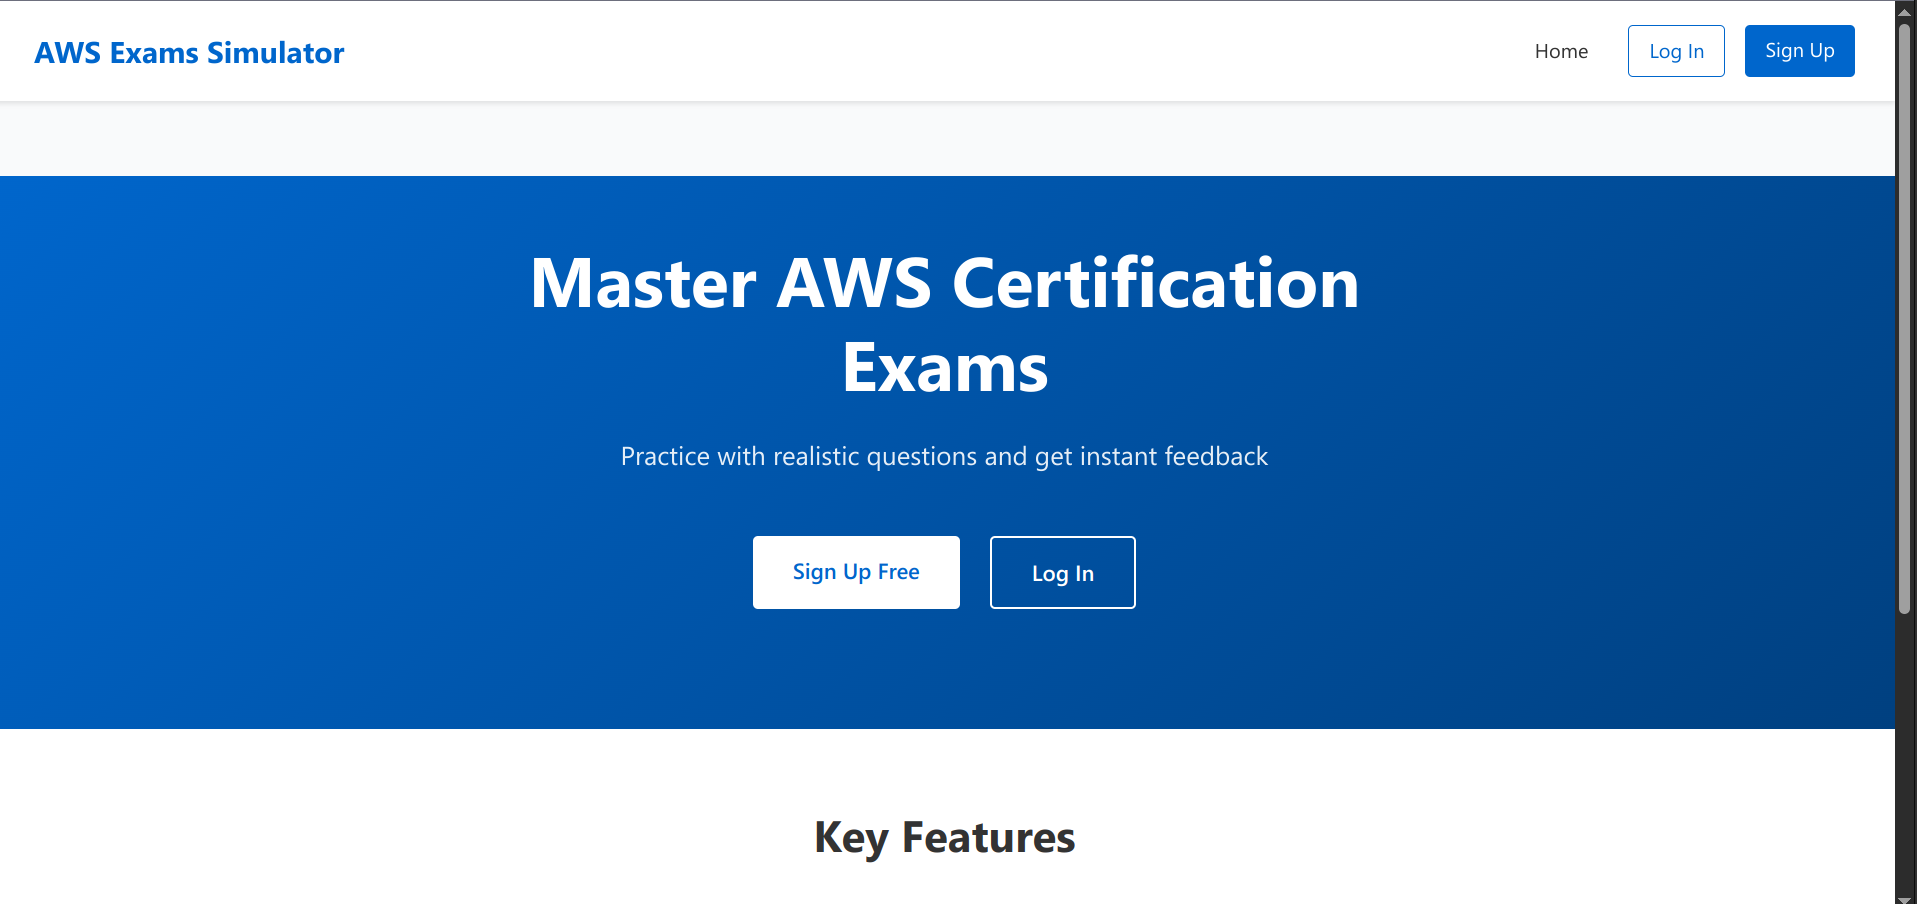 AWS Exams Simulator
Home
Log In
Sign Up
Master AWS Certification
Exams
Practice with realistic questions and get instant feedback
Sign Up Free
Log In
Key Features